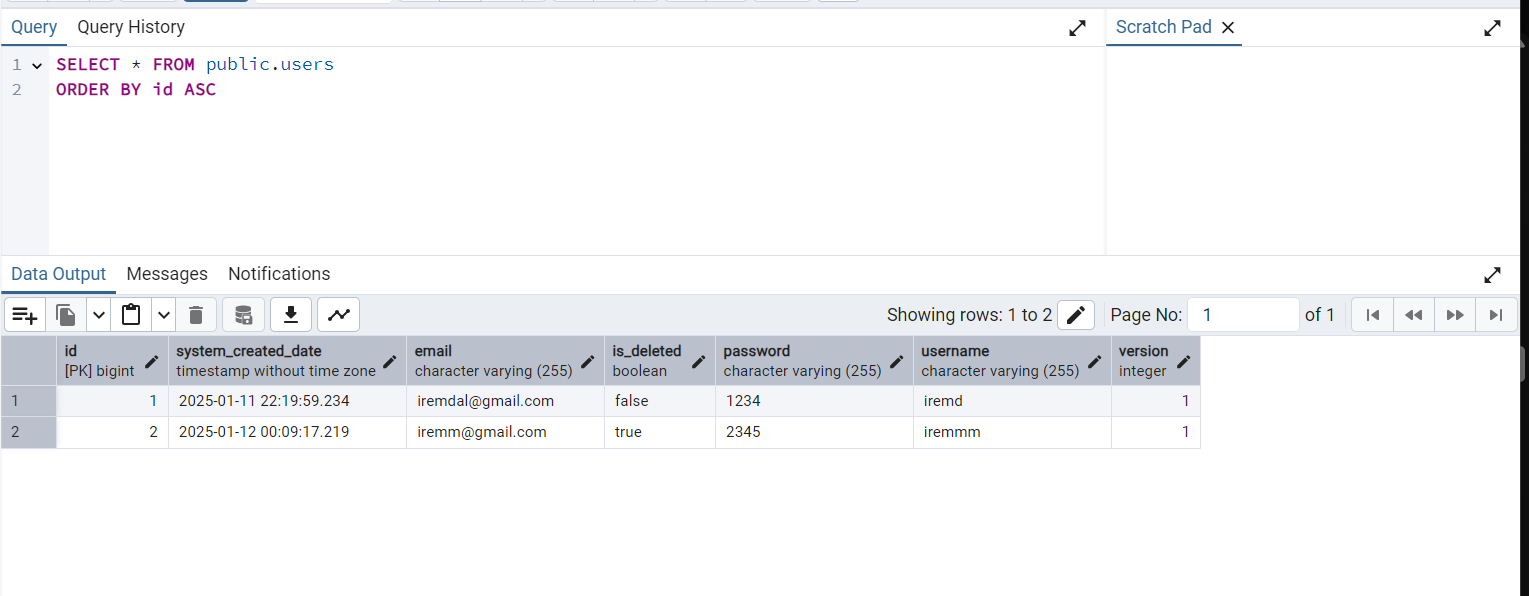 Query Query History Scratch Pad
1 SELECT * FROM public.users
2 ORDER BY id ASC
Data Output Messages Notifications
Showing rows: 1 to 2 Page No: 1 of 1
id system_created_date email is_deleted password username version
[PK] bigint timestamp without time zone character varying (255) boolean character varying (255) character varying (255) integer
1 1 2025-01-11 22:19:59.234 iremdal@gmail.com false 1234 iremd 1
2 2 2025-01-12 00:09:17.219 iremm@gmail.com true 2345 iremmm 1